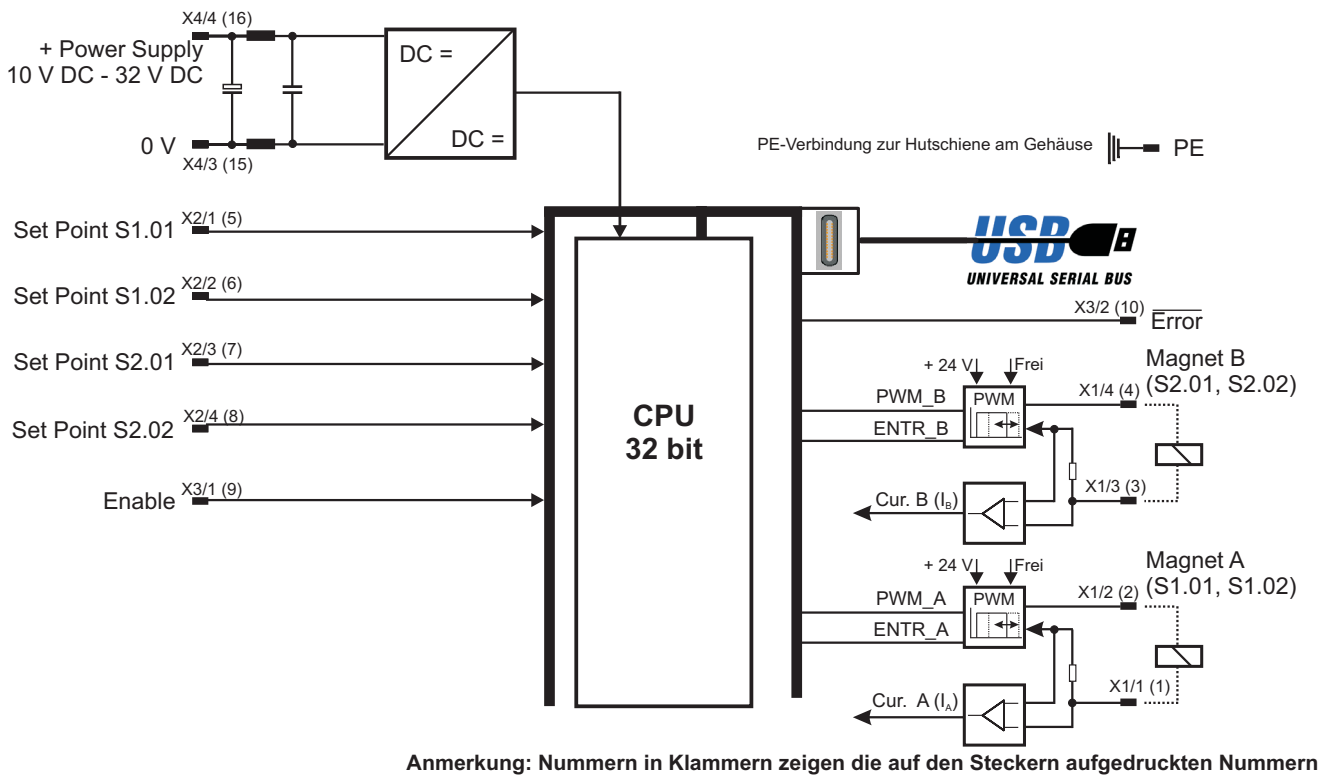 X4/4 (16)
+ Power Supply
10 V DC - 32 V DC
0 V
X4/3 (15)
DC =
DC =
PE-Verbindung zur Hutschiene am Gehäuse
PE
Set Point S1.01
X2/1 (5)
Set Point S1.02
X2/2 (6)
Set Point S2.01
X2/3 (7)
Set Point S2.02
X2/4 (8)
Enable
X3/1 (9)
CPU
32 bit
USB
UNIVERSAL SERIAL BUS
X3/2 (10)
Error
Magnet B
(S2.01, S2.02)
+ 24 V
Frei
PWM_B
PWM
X1/4 (4)
ENTR_B
X1/3 (3)
Cur. B (IB)
Magnet A
(S1.01, S1.02)
+ 24 V
Frei
PWM_A
PWM
X1/2 (2)
ENTR_A
X1/1 (1)
Cur. A (IA)
Anmerkung: Nummern in Klammern zeigen die auf den Steckern aufgedruckten Nummern